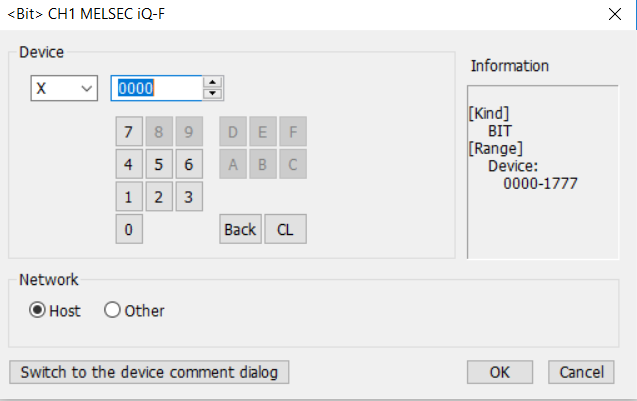 <Bit> CH1 MELSEC iQ-F
Device
Information
X 0000
[Kind]
BIT
[Range]
Device:
0000-1777
7 8 9 D E F
4 5 6 A B C
1 2 3
0 Back CL
Network
Host Other
Switch to the device comment dialog OK Cancel